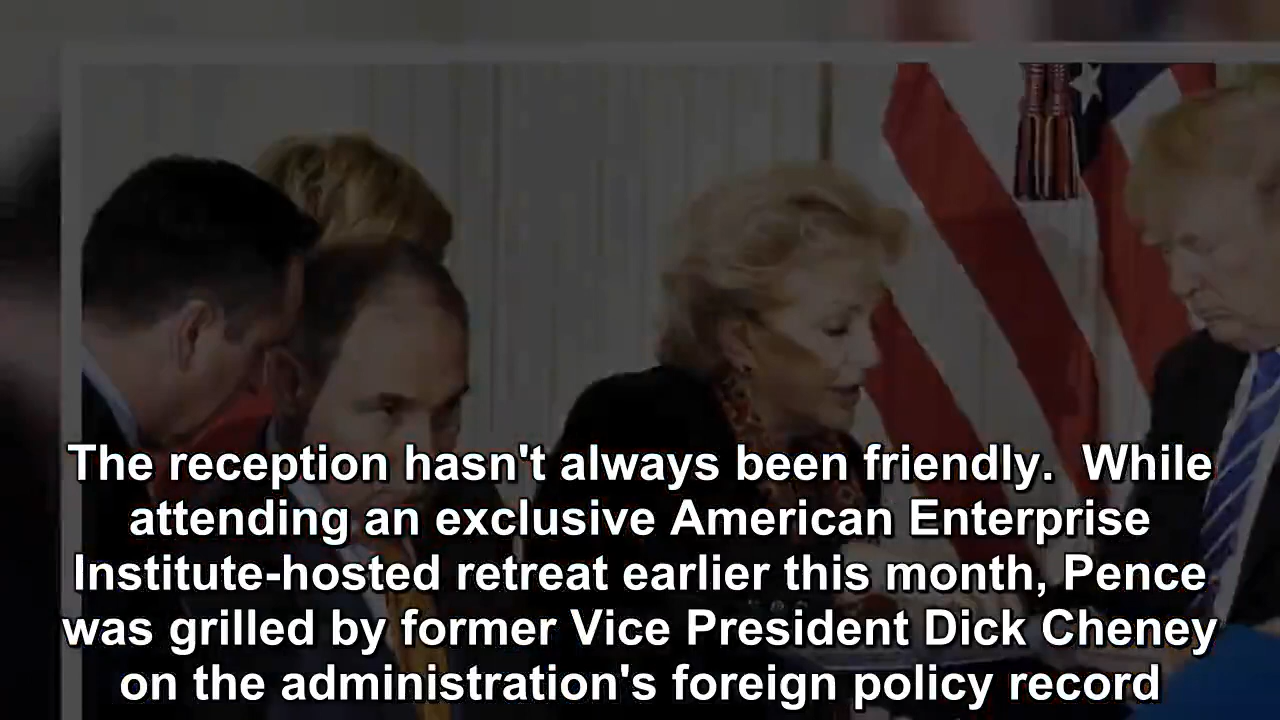 The reception hasn't always been friendly.  While
attending an exclusive American Enterprise
Institute-hosted retreat earlier this month, Pence
was grilled by former Vice President Dick Cheney
on the administration's foreign policy record